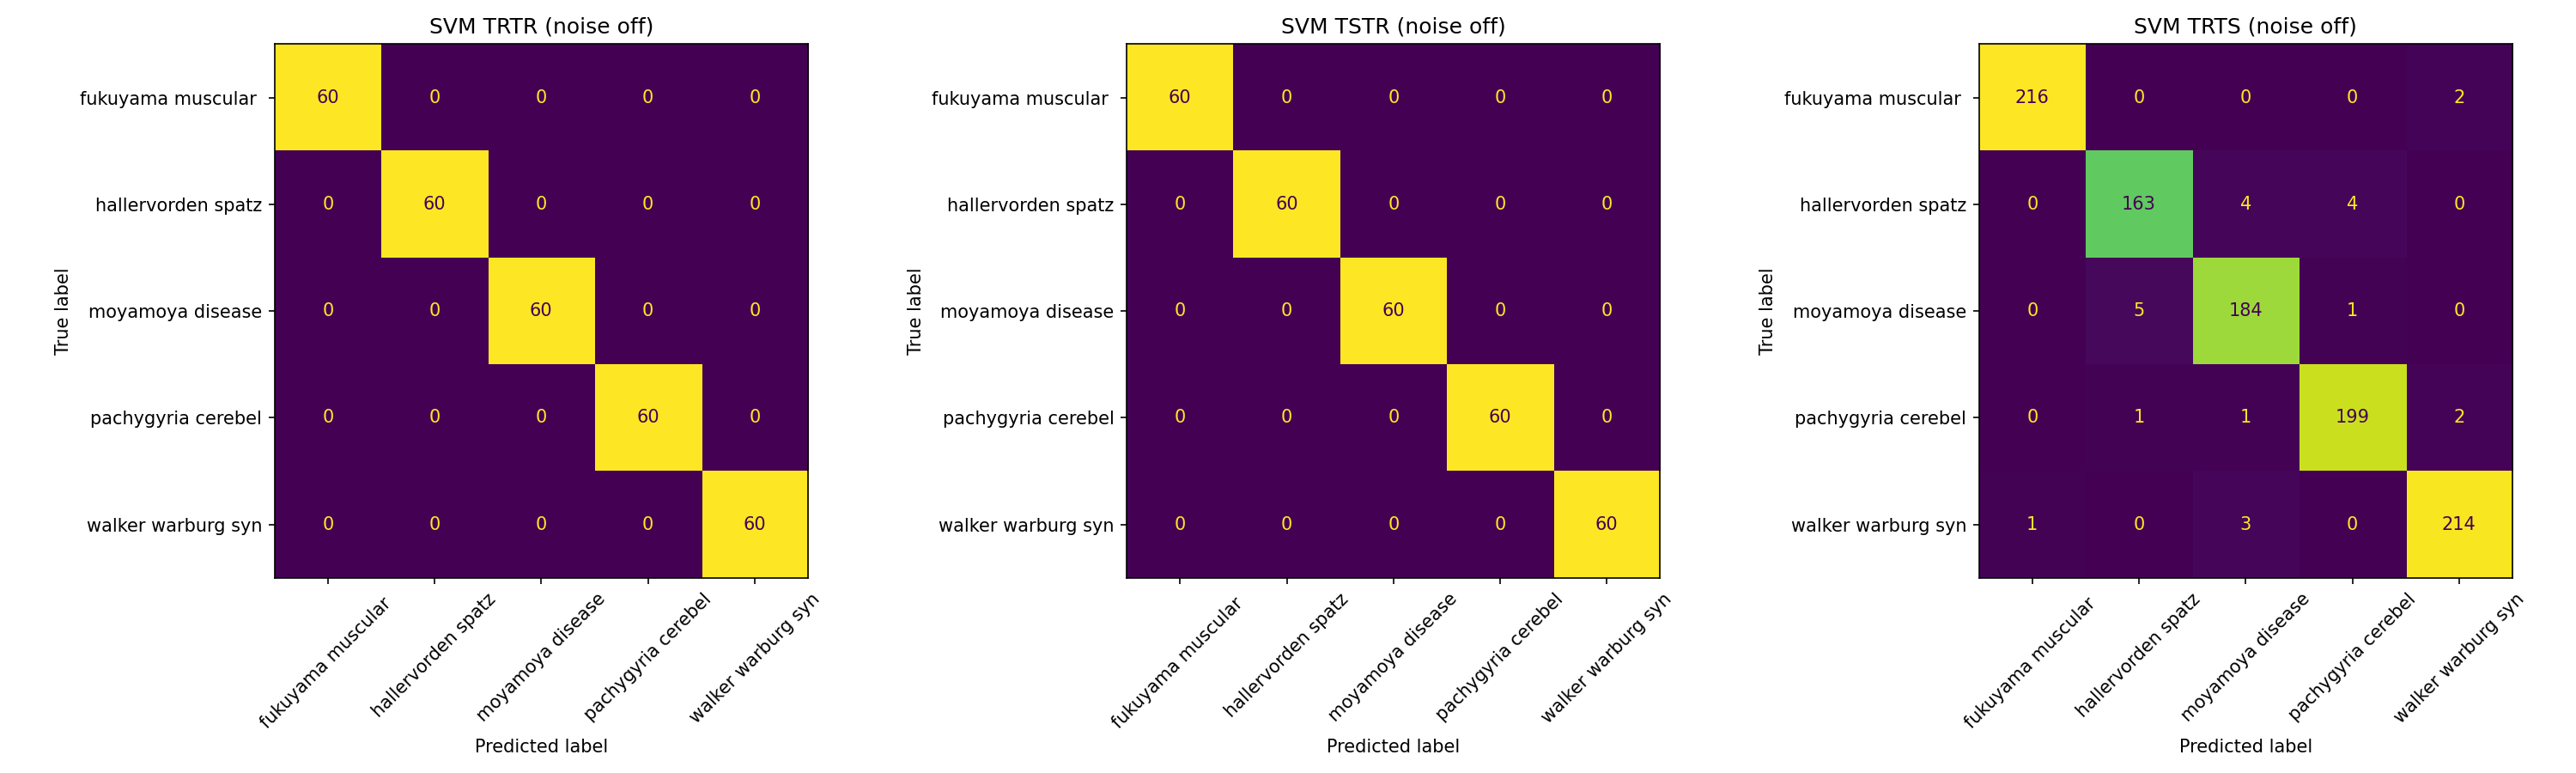 SVM TRTR (noise off)
True label
fukuyama muscular 60 0 0 0 0
hallervorden spatz 0 60 0 0 0
moyamoya disease 0 0 60 0 0
pachygyria cerebel 0 0 0 60 0
walker warburg syn 0 0 0 0 60
fukuyama muscular
hallervorden spatz
moyamoya disease
pachygyria cerebel
walker warburg syn
Predicted label
SVM TSTR (noise off)
True label
fukuyama muscular 60 0 0 0 0
hallervorden spatz 0 60 0 0 0
moyamoya disease 0 0 60 0 0
pachygyria cerebel 0 0 0 60 0
walker warburg syn 0 0 0 0 60
fukuyama muscular
hallervorden spatz
moyamoya disease
pachygyria cerebel
walker warburg syn
Predicted label
SVM TRTS (noise off)
True label
fukuyama muscular 216 0 0 0 2
hallervorden spatz 0 163 4 4 0
moyamoya disease 0 5 184 1 0
pachygyria cerebel 0 1 1 199 2
walker warburg syn 1 0 3 0 214
fukuyama muscular
hallervorden spatz
moyamoya disease
pachygyria cerebel
walker warburg syn
Predicted label